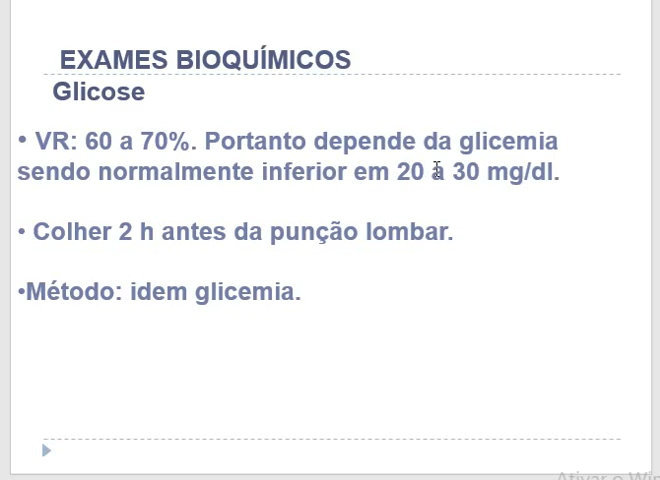 EXAMES BIOQUÍMICOS
Glicose
• VR: 60 a 70%. Portanto depende da glicemia
sendo normalmente inferior em 20 a 30 mg/dl.
• Colher 2 h antes da punção lombar.
•Método: idem glicemia.